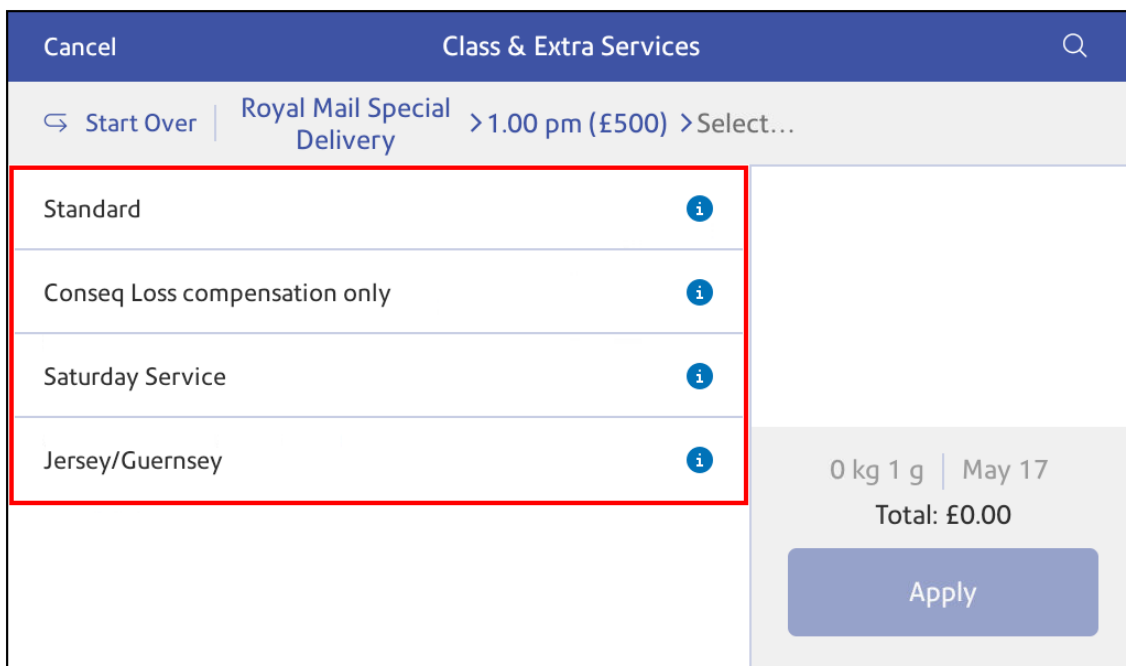 Cancel
Class & Extra Services
Start Over
Royal Mail Special
Delivery
>1.00 pm (£500) >Select...
Standard
Conseq Loss compensation only
Saturday Service
Jersey/Guernsey
0 kg 1 g
May 17
Total: £0.00
Apply